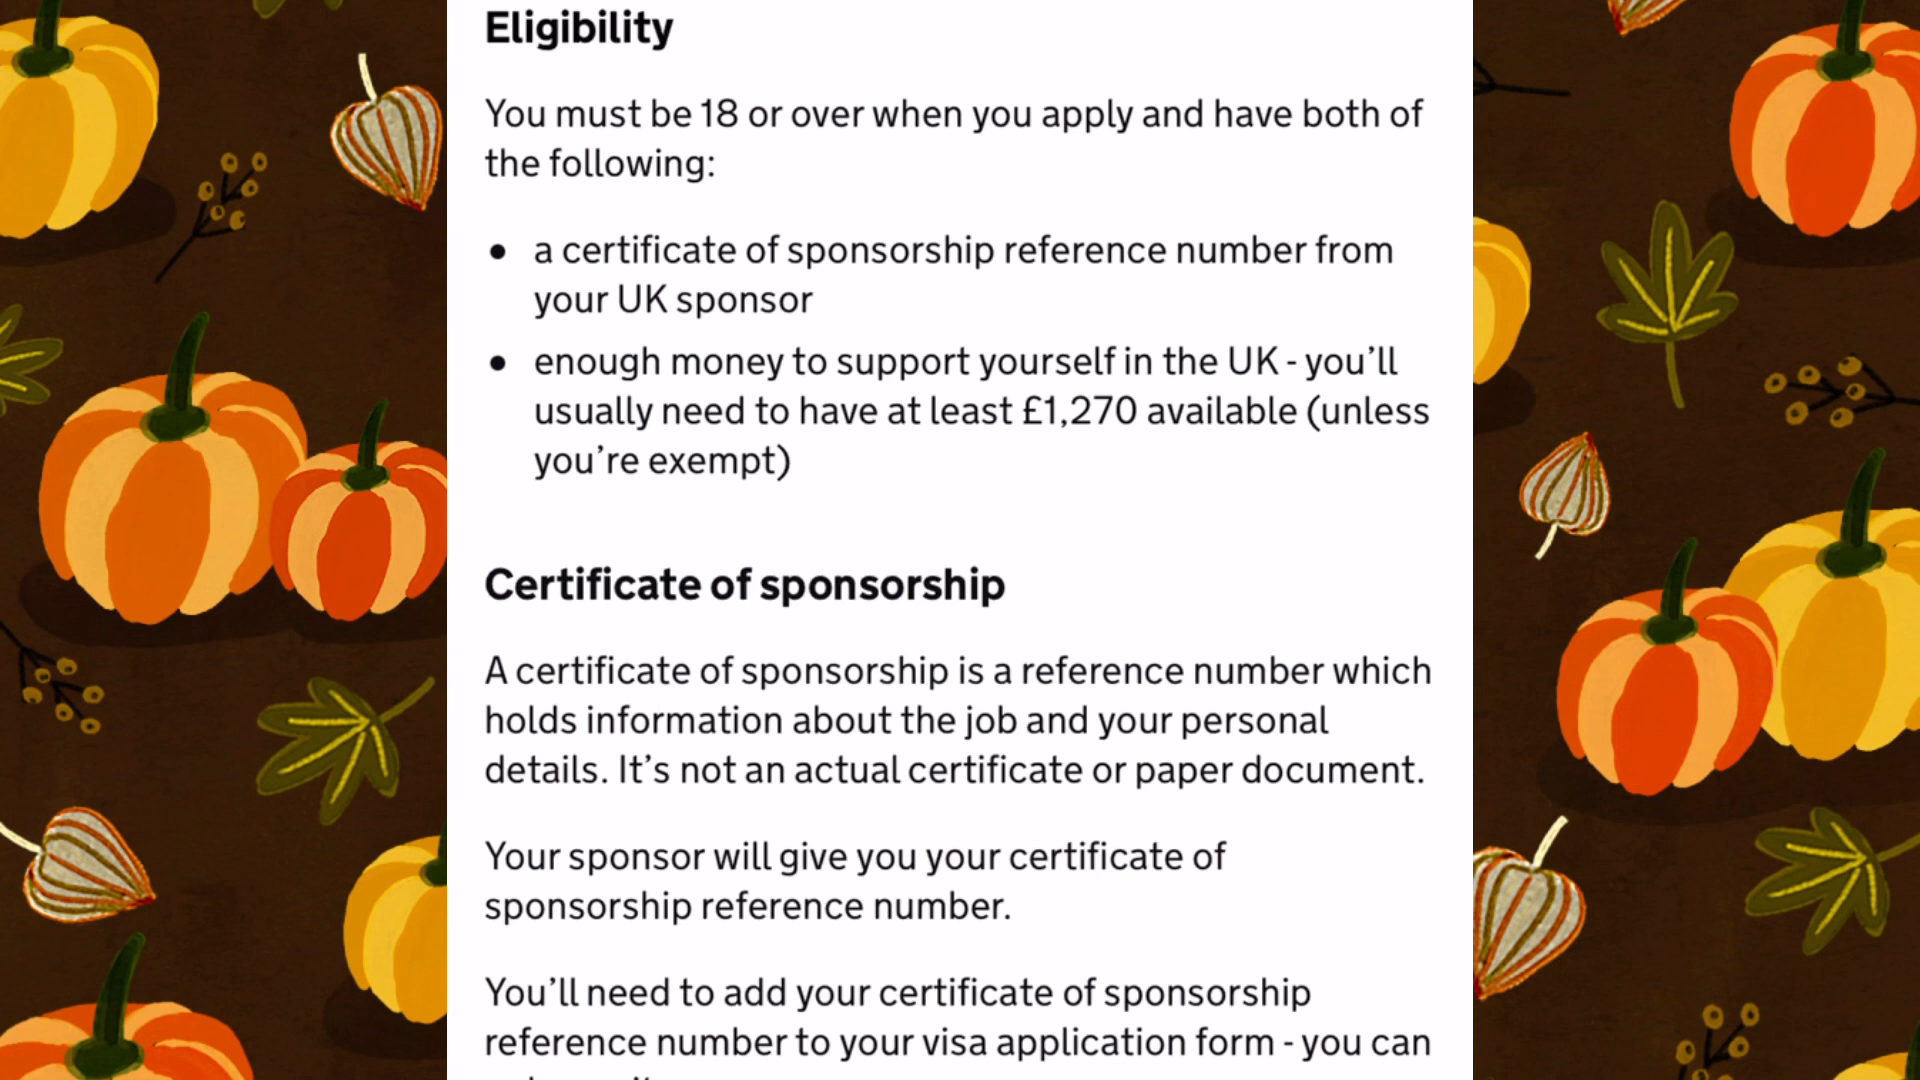 Eligibility
You must be 18 or over when you apply and have both of
the following:
• a certificate of sponsorship reference number from
your UK sponsor
• enough money to support yourself in the UK - you’ll
usually need to have at least £1,270 available (unless
you’re exempt)
Certificate of sponsorship
A certificate of sponsorship is a reference number which
holds information about the job and your personal
details. It’s not an actual certificate or paper document.
Your sponsor will give you your certificate of
sponsorship reference number.
You’ll need to add your certificate of sponsorship
reference number to your visa application form - you can